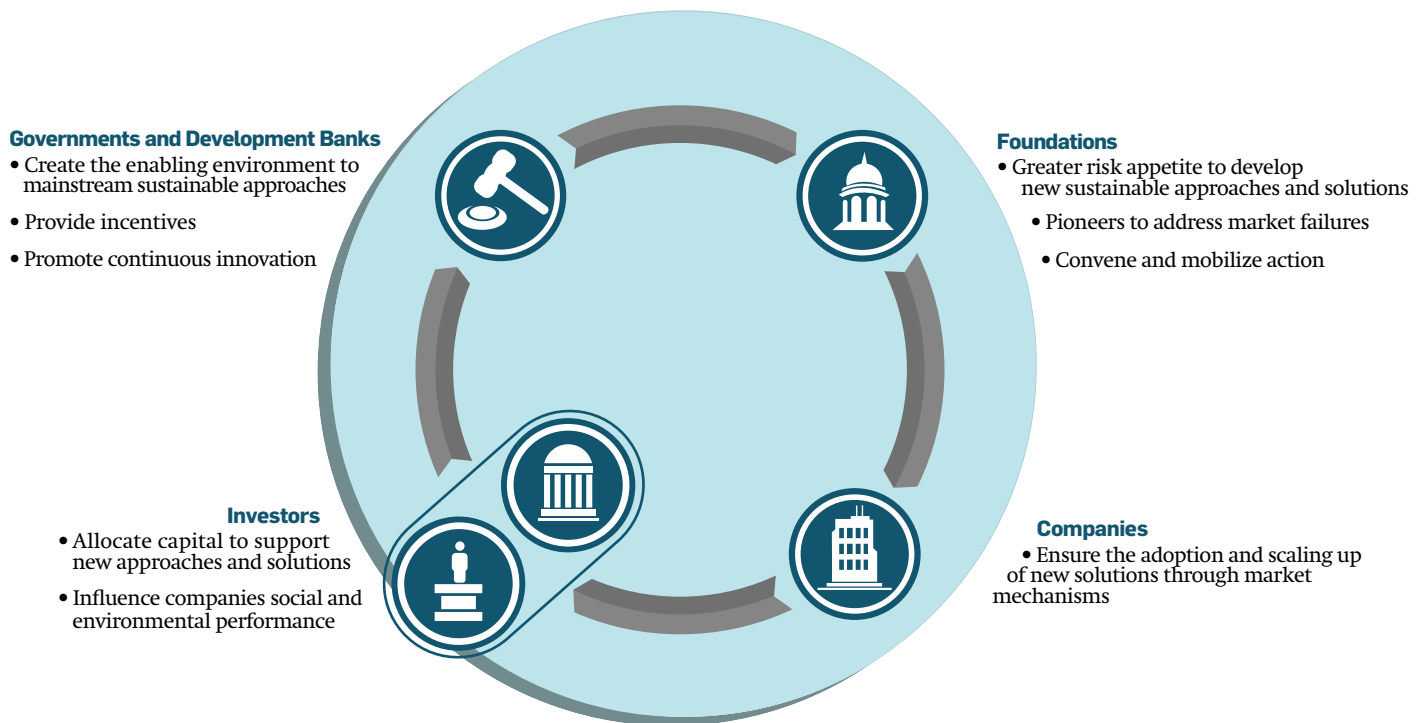 Governments and Development Banks
• Create the enabling environment to
mainstream sustainable approaches
• Provide incentives
• Promote continuous innovation
Foundations
• Greater risk appetite to develop
new sustainable approaches and solutions
• Pioneers to address market failures
• Convene and mobilize action
Investors
• Allocate capital to support
new approaches and solutions
• Influence companies social and
environmental performance
Companies
• Ensure the adoption and scaling up
of new solutions through market
mechanisms